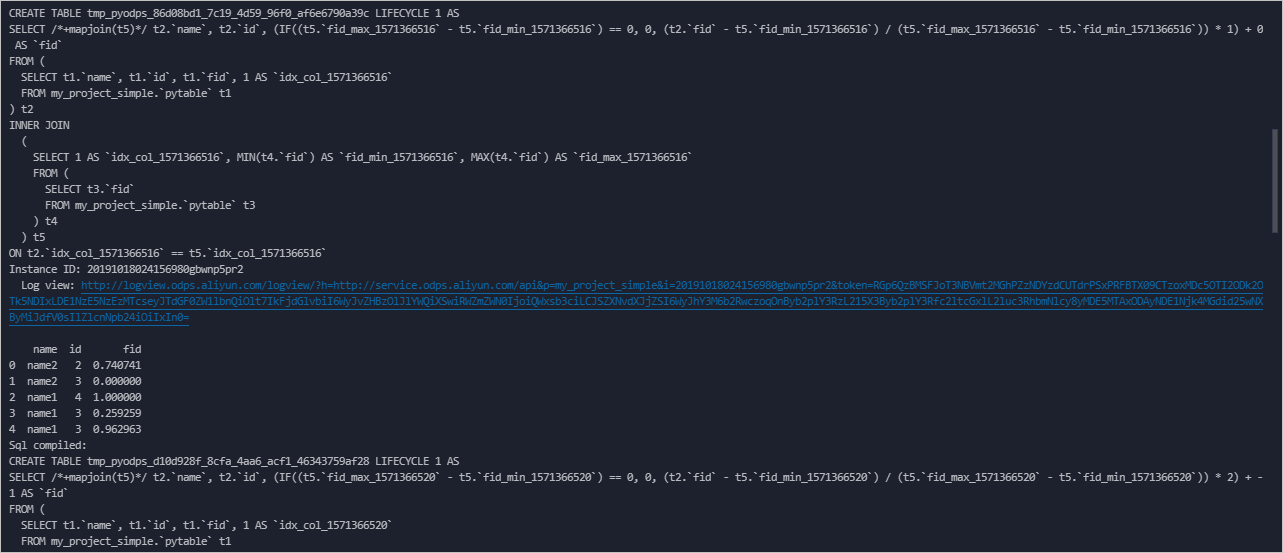 CREATE TABLE tmp_pyodps_86d08bd1_7c19_4d59_96f0_af6e6790a39c LIFECYCLE 1 AS
SELECT /*+mapjoin(t5)*/ t2.`name`, t2.`id`, (IF((t5.`fid_max_1571366516` - t5.`fid_min_1571366516`) == 0, 0, (t2.`fid` - t5.`fid_min_1571366516`) / (t5.`fid_max_1571366516` - t5.`fid_min_1571366516`)) * 1) + 0
AS `fid`
FROM (
SELECT t1.`name`, t1.`id`, t1.`fid`, 1 AS `idx_col_1571366516`
FROM my_project_simple.`pytable` t1
) t2
INNER JOIN
(
SELECT 1 AS `idx_col_1571366516`, MIN(t4.`fid`) AS `fid_min_1571366516`, MAX(t4.`fid`) AS `fid_max_1571366516`
FROM (
SELECT t3.`fid`
FROM my_project_simple.`pytable` t3
) t4
) t5
ON t2.`idx_col_1571366516` == t5.`idx_col_1571366516`
Instance ID: 20191018024156980gbwnp5pr2
Log view:
name id fid
0 name2 2 0.740741
1 name2 3 0.000000
2 name1 4 1.000000
3 name1 3 0.259259
4 name1 3 0.962963
Sql compiled:
CREATE TABLE tmp_pyodps_d10d928f_8cfa_4aa6_acf1_46343759af28 LIFECYCLE 1 AS
SELECT /*+mapjoin(t5)*/ t2.`name`, t2.`id`, (IF((t5.`fid_max_1571366520` - t5.`fid_min_1571366520`) == 0, 0, (t2.`fid` - t5.`fid_min_1571366520`) / (t5.`fid_max_1571366520` - t5.`fid_min_1571366520`)) * 2) + -
1 AS `fid`
FROM (
SELECT t1.`name`, t1.`id`, t1.`fid`, 1 AS `idx_col_1571366520`
FROM my_project_simple.`pytable` t1